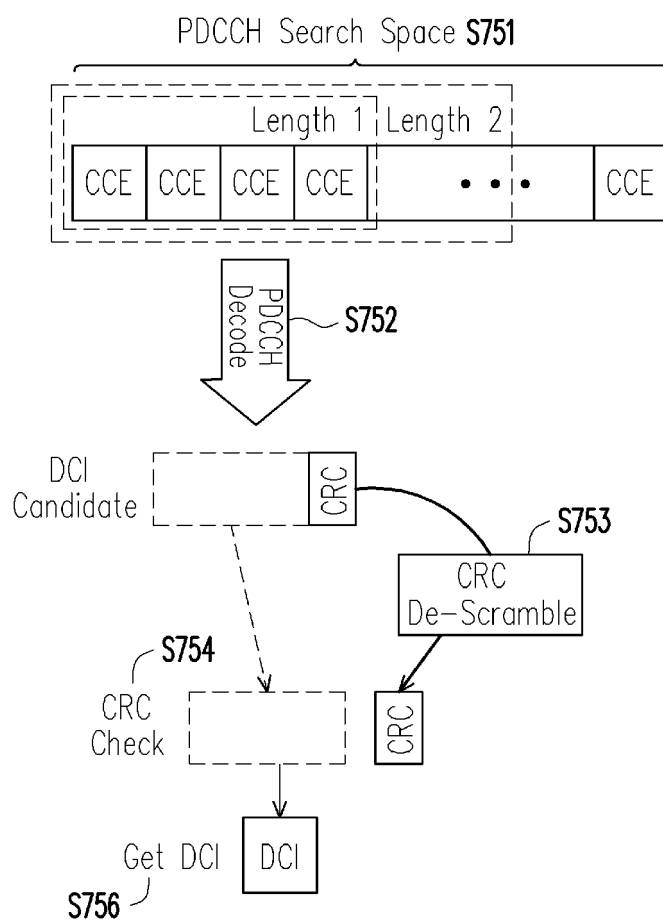 PDCCH Search Space S751
Length 1 Length 2
CCE CCE CCE CCE • • • CCE
PDCCH
Decode
S752
DCI
Candidate
CRC
S753
CRC
De-Scramble
S754
CRC
Check
CRC
Get DCI
DCI
S756